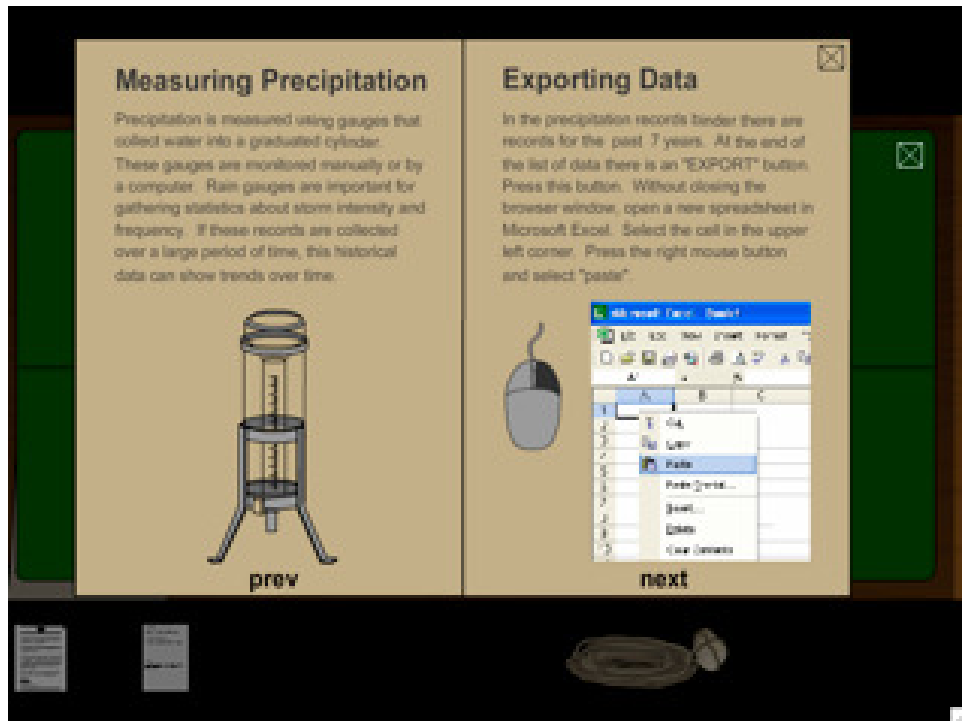 Measuring Precipitation
Precipitation is measured using gauges that
collect water into a graduated cylinder.
These gauges are monitored manually or by
a computer. Rain gauges are important for
gathering statistics about storm intensity and
frequency. If these records are collected
over a large period of time, this historical
data can show trends over time.
prev
Exporting Data
In the precipitation records binder there are
records for the past 7 years. At the end of
the list of data there is an "EXPORT" button.
Press this button. Without closing the
browser window, open a new spreadsheet in
Microsoft Excel. Select the cell in the upper
left corner. Press the right mouse button
and select "paste".
A B C
1
2
3
Paste
Delete
next